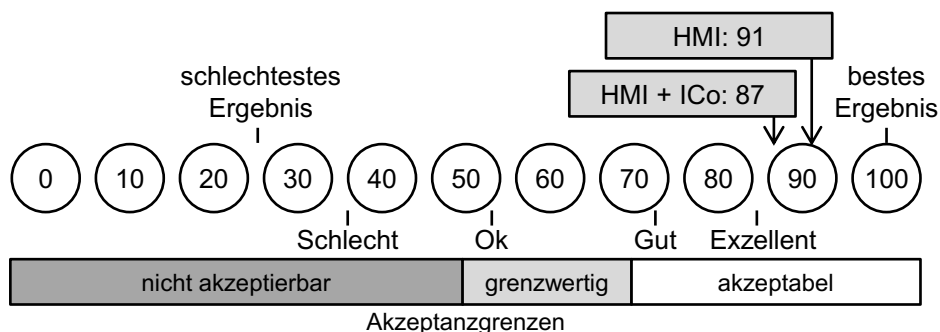 HMI: 91
schlechtestes
Ergebnis
HMI + ICo: 87
bestes
Ergebnis
0 10 20 30 40 50 60 70 80 90 100
Schlecht Ok Gut Exzellent
nicht akzeptierbar grenzwertig akzeptabel
Akzeptanzgrenzen